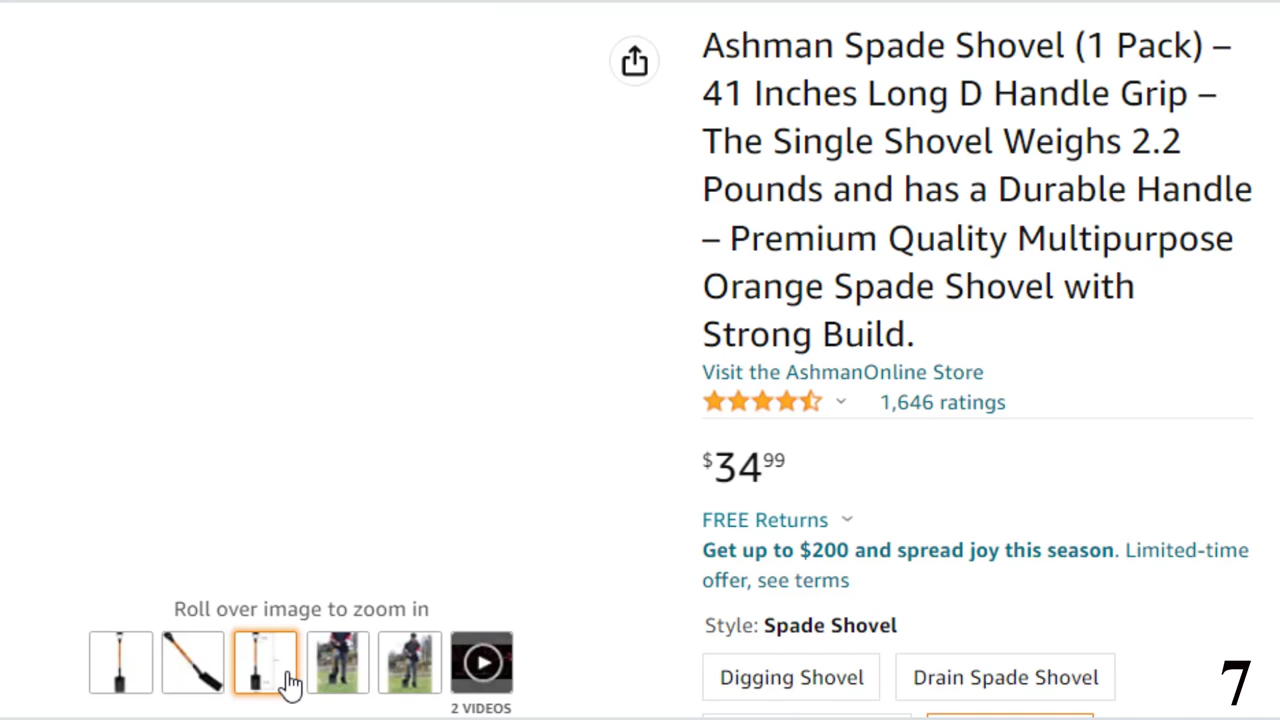 Ashman Spade Shovel (1 Pack) –
41 Inches Long D Handle Grip –
The Single Shovel Weighs 2.2
Pounds and has a Durable Handle
– Premium Quality Multipurpose
Orange Spade Shovel with
Strong Build.
Visit the AshmanOnline Store
1,646 ratings
$3499
FREE Returns
Get up to $200 and spread joy this season. Limited-time
offer, see terms
Style: Spade Shovel
Digging Shovel
Drain Spade Shovel
Roll over image to zoom in
2 VIDEOS
7